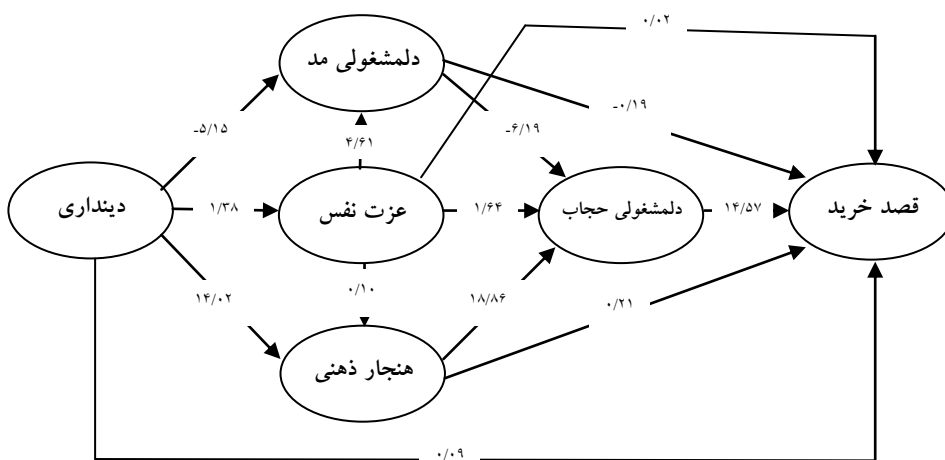 ۰/۰۲
دلمشغولی مد
-۰/۱۹
-۵/۱۵
۴/۶۱
-۶/۱۹
دینداری
۱/۳۸
عزت نفس
۱/۶۴
دلمشغولی حجاب
۱۴/۵۷
قصد خرید
۱۴/۰۲
۰/۱۰
۱۸/۸۶
۰/۲۱
هنجار ذهنی
۰/۰۹